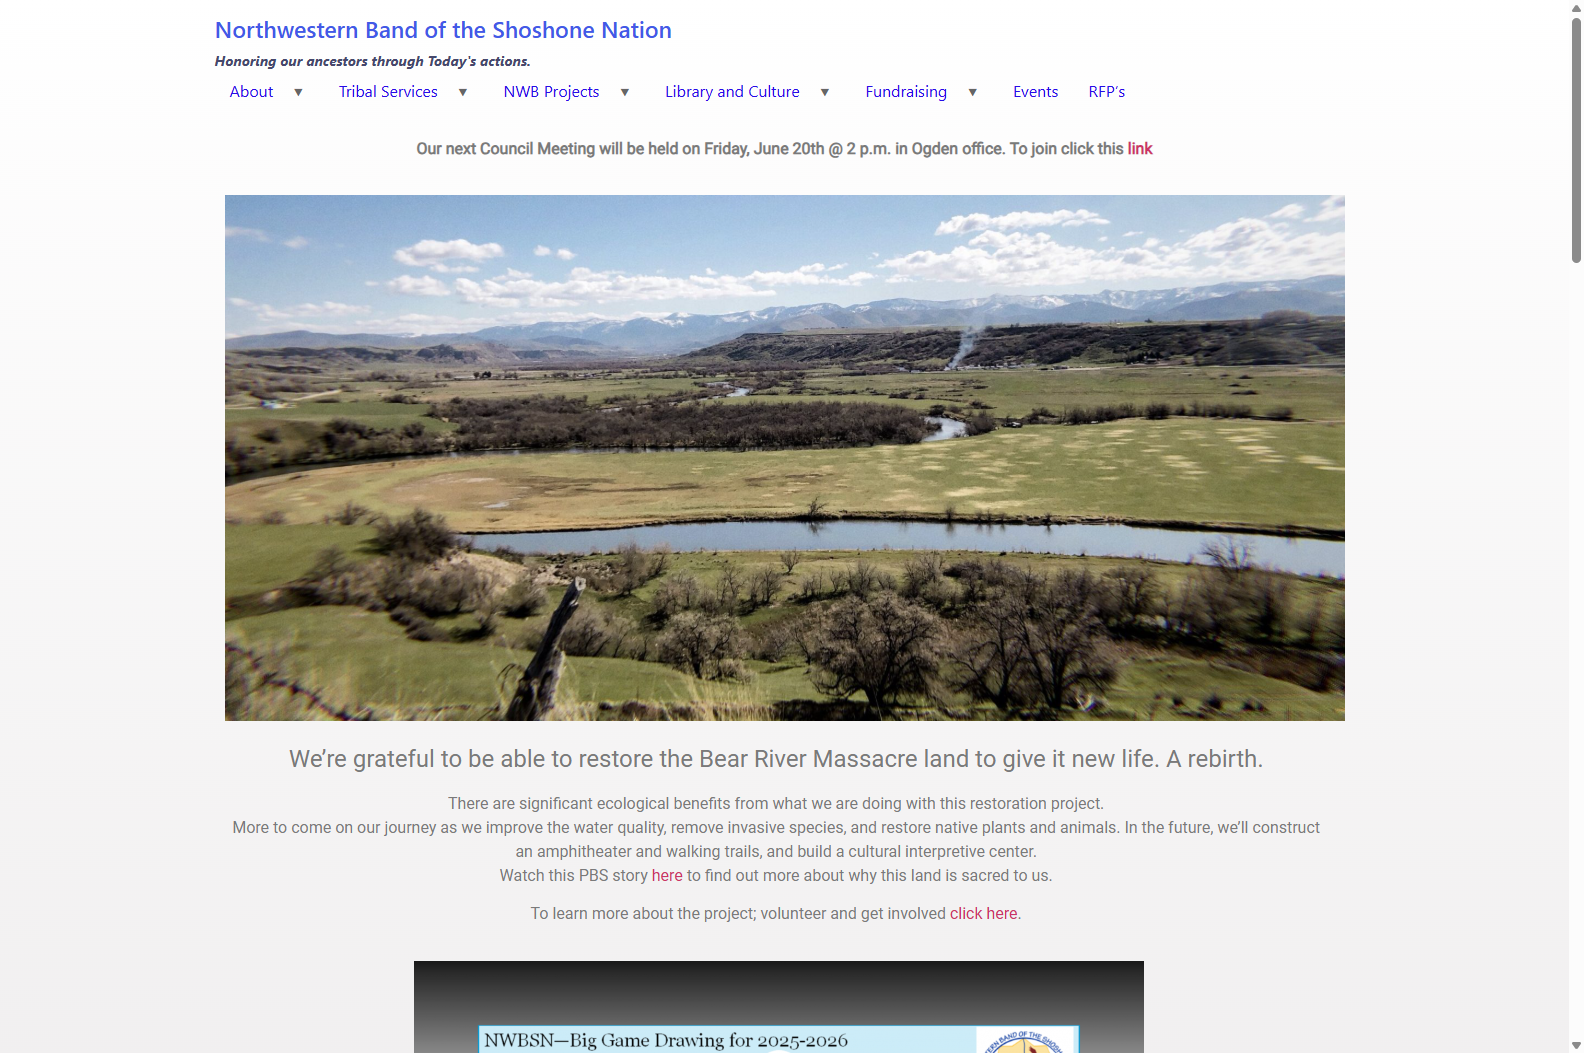 Northwestern Band of the Shoshone Nation
Honoring our ancestors through Today's actions.
About ▼ Tribal Services ▼ NWB Projects ▼ Library and Culture ▼ Fundraising ▼ Events RFP’s
Our next Council Meeting will be held on Friday, June 20th @ 2 p.m. in Ogden office. To join click this link
We’re grateful to be able to restore the Bear River Massacre land to give it new life. A rebirth.
There are significant ecological benefits from what we are doing with this restoration project.
More to come on our journey as we improve the water quality, remove invasive species, and restore native plants and animals. In the future, we’ll construct
an amphitheater and walking trails, and build a cultural interpretive center.
Watch this PBS story here to find out more about why this land is sacred to us.
To learn more about the project; volunteer and get involved click here.
NWBSN—Big Game Drawing for 2025-2026